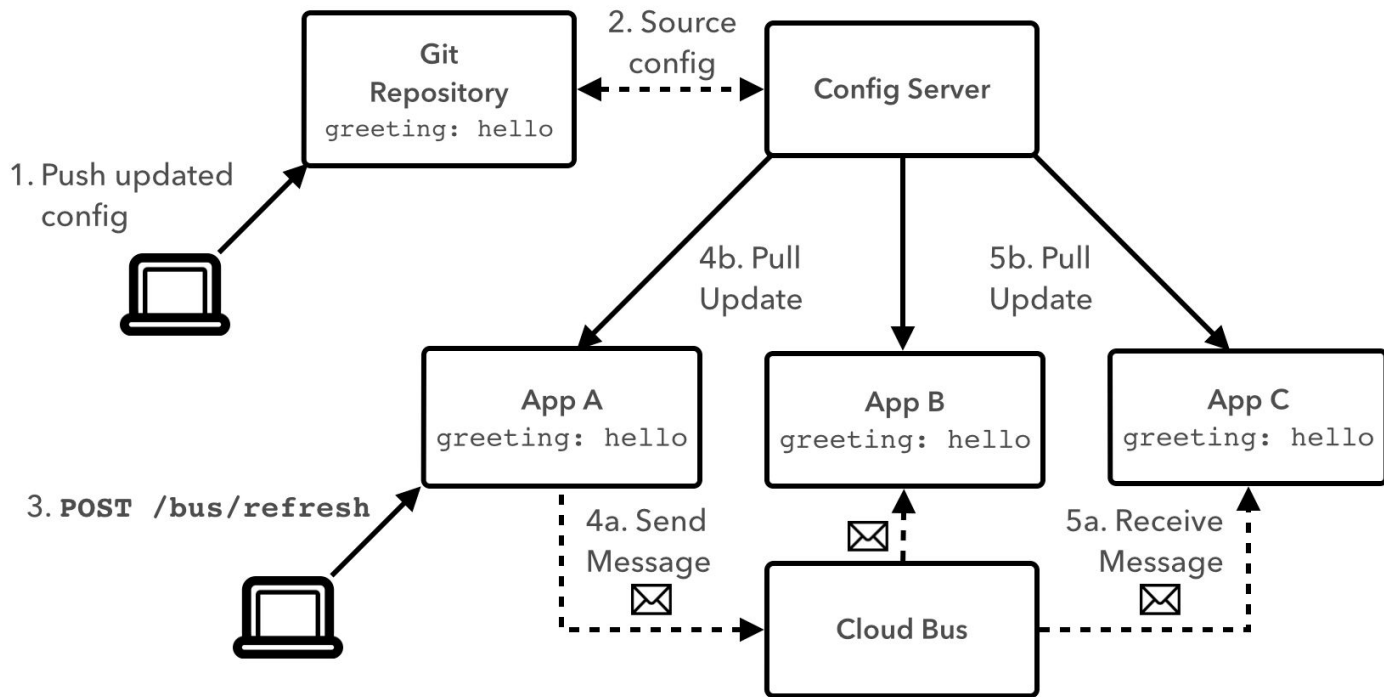 Git
Repository
greeting: hello
2. Source
config
Config Server
1. Push updated
config
4b. Pull
Update
5b. Pull
Update
App A
greeting: hello
App B
greeting: hello
App C
greeting: hello
3. POST /bus/refresh
4a. Send
Message
5a. Receive
Message
Cloud Bus